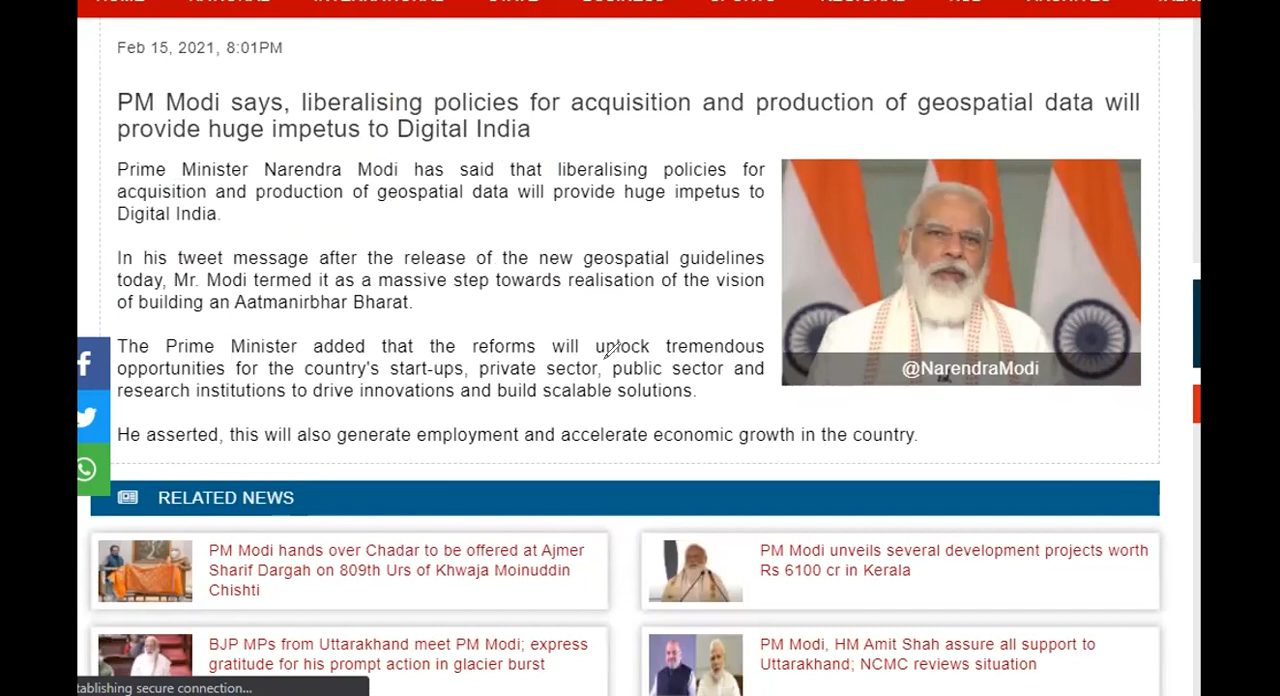 Feb 15, 2021, 8:01PM
PM Modi says, liberalising policies for acquisition and production of geospatial data will
provide huge impetus to Digital India
Prime Minister Narendra Modi has said that liberalising policies for
acquisition and production of geospatial data will provide huge impetus to
Digital India.
In his tweet message after the release of the new geospatial guidelines
today, Mr. Modi termed it as a massive step towards realisation of the vision
of building an Aatmanirbhar Bharat.
The Prime Minister added that the reforms will unlock tremendous
opportunities for the country's start-ups, private sector, public sector and
research institutions to drive innovations and build scalable solutions.
He asserted, this will also generate employment and accelerate economic growth in the country.
@NarendraModi
RELATED NEWS
PM Modi hands over Chadar to be offered at Ajmer
Sharif Dargah on 809th Urs of Khwaja Moinuddin
Chishti
PM Modi unveils several development projects worth
Rs 6100 cr in Kerala
BJP MPs from Uttarakhand meet PM Modi; express
gratitude for his prompt action in glacier burst
PM Modi, HM Amit Shah assure all support to
Uttarakhand; NCMC reviews situation
tablishing secure connection...